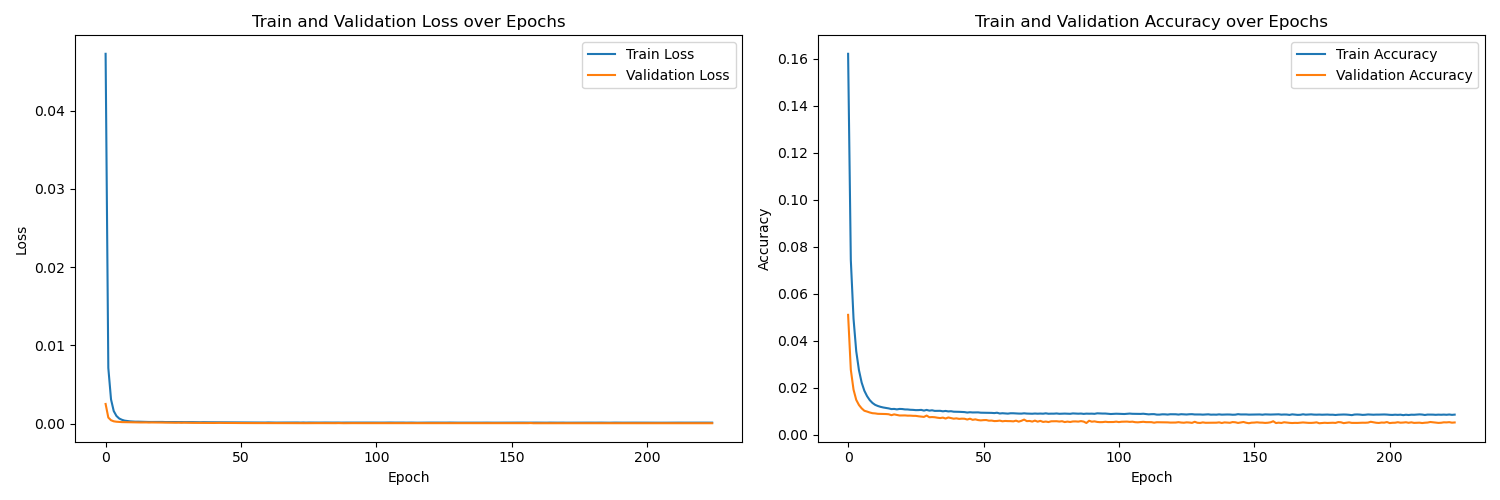 Train and Validation Loss over Epochs
Train Loss
Validation Loss
0.04
0.03
0.02
0.01
0.00
Loss
0 50 100 150 200
Epoch
Train and Validation Accuracy over Epochs
Train Accuracy
Validation Accuracy
0.16
0.14
0.12
0.10
0.08
0.06
0.04
0.02
0.00
Accuracy
0 50 100 150 200
Epoch